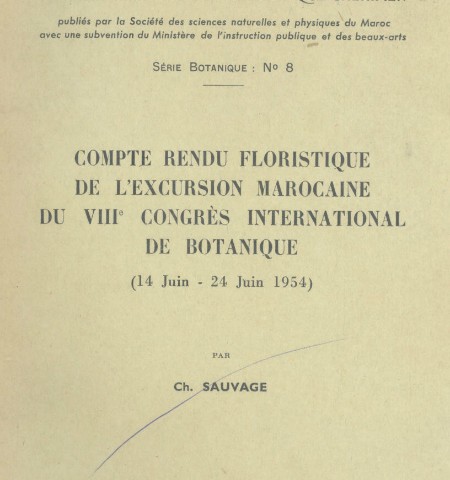 publiés par la Société des sciences naturelles et physiques du Maroc
avec une subvention du Ministère de l'instruction publique et des beaux-arts
SÉRIE BOTANIQUE : Nº 8
COMPTE RENDU FLORISTIQUE
DE L'EXCURSION MAROCAINE
DU VIIIe CONGRÈS INTERNATIONAL
DE BOTANIQUE
(14 Juin - 24 Juin 1954)
PAR
Ch. SAUVAGE